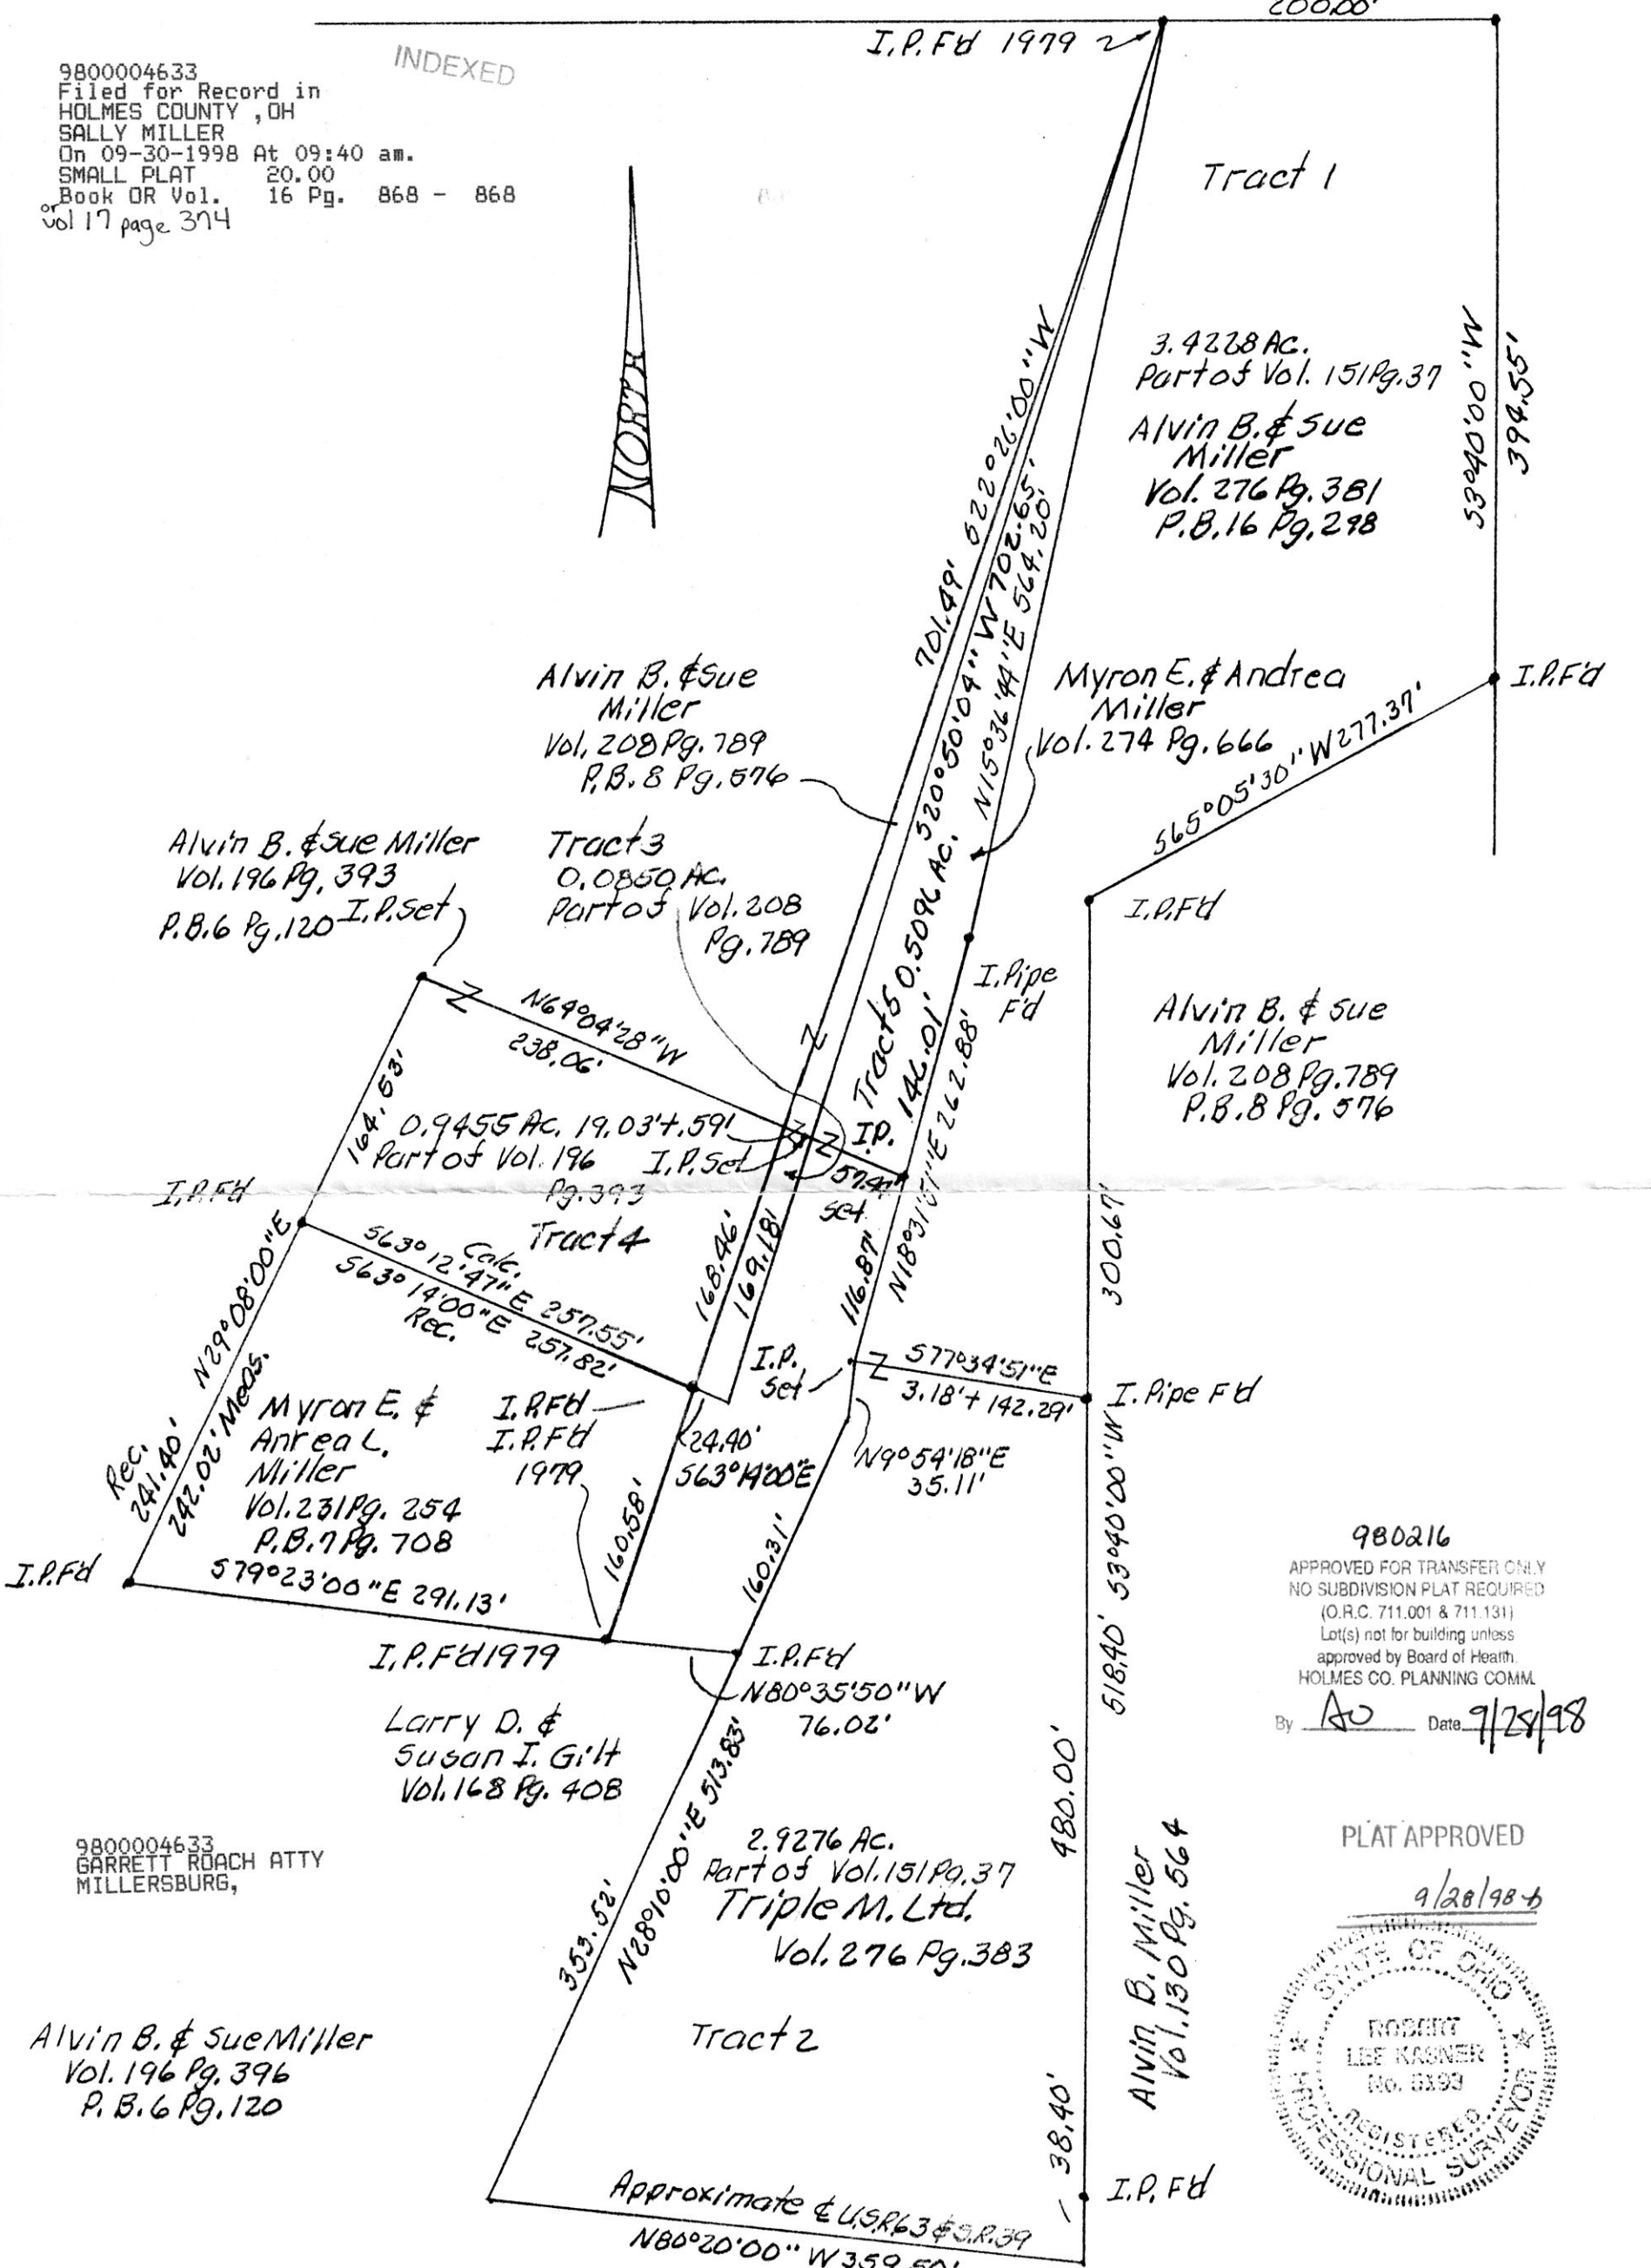 200.00'
I.P.F'd 1979
INDEXED
9800004633
Filed for Record in
HOLMES COUNTY ,OH
SALLY MILLER
On 09-30-1998 At 09:40 am.
SMALL PLAT 20.00
Book OR Vol. 16 Pg. 868 - 868
or
vol 17 page 374
NORTH
Tract 1
3.4228 Ac.
Part of Vol. 151 Pg. 37
Alvin B. & Sue
Miller
Vol. 276 Pg. 381
P.B. 16 Pg. 298
S3°40'00"W
394.55'
701.49' S22°26'00"W
S20°50'04"W 702.65'
N15°36'44"E 564.20'
Alvin B. & Sue
Miller
Vol. 208 Pg. 789
P.B. 8 Pg. 576
Myron E. & Andrea
Miller
Vol. 274 Pg. 666
I.P.F'd
S65°05'30"W 277.37'
Alvin B. & Sue Miller
Vol. 196 Pg. 393
P.B. 6 Pg. 120
I.P. Set
Tract 3
0.0850 Ac.
Part of Vol. 208
Pg. 789
I.P.F'd
Tract 5 0.5096 Ac.
146.01'
I. Pipe
F'd
N64°04'28"W
238.06'
Alvin B. & Sue
Miller
Vol. 208 Pg. 789
P.B. 8 Pg. 576
164.53'
0.9455 Ac. 19.03'+.59'
Part of Vol. 196
Pg. 393
I.P. Set
I.P.
Set
N18°31'51"E 262.88'
I.P.F'd
Tract 4
168.46'
169.18'
116.87'
300.67'
Calc.
S63°12'47"E 257.55'
S63°14'00"E 257.82'
Rec.
N29°08'00"E
Rec.
241.40'
242.02' Meas.
I.P.
Set
S77°34'51"E
3.18'+142.29'
I. Pipe F'd
Myron E. &
Anrea L.
Miller
Vol. 231 Pg. 254
P.B. 7 Pg. 708
I.P.F'd
I.P.F'd
1979
24.40'
S63°14'00"E
N9°54'18"E
35.11'
160.58'
160.31'
518.40' S3°40'00"W
I.P.F'd
S79°23'00"E 291.13'
I.P.F'd 1979
I.P.F'd
N80°35'50"W
76.02'
980216
APPROVED FOR TRANSFER ONLY
NO SUBDIVISION PLAT REQUIRED
(O.R.C. 711.001 & 711.131)
Lot(s) not for building unless
approved by Board of Health.
HOLMES CO. PLANNING COMM.
By AO Date 9/28/98
Larry D. &
Susan I. Gilt
Vol. 168 Pg. 408
N28°10'00"E 513.83'
353.52'
480.00'
9800004633
GARRETT ROACH ATTY
MILLERSBURG,
2.9276 Ac.
Part of Vol. 151 Pg. 37
Triple M. Ltd.
Vol. 276 Pg. 383
Alvin B. Miller
Vol. 130 Pg. 564
PLAT APPROVED
9/28/98
STATE OF OHIO
ROBERT
LEE KASNER
No. 5193
REGISTERED
PROFESSIONAL SURVEYOR
Alvin B. & Sue Miller
Vol. 196 Pg. 396
P.B. 6 Pg. 120
Tract 2
38.40'
I.P.F'd
Approximate ℄ U.S.R.63 & S.R.39
N80°20'00"W 359.50'